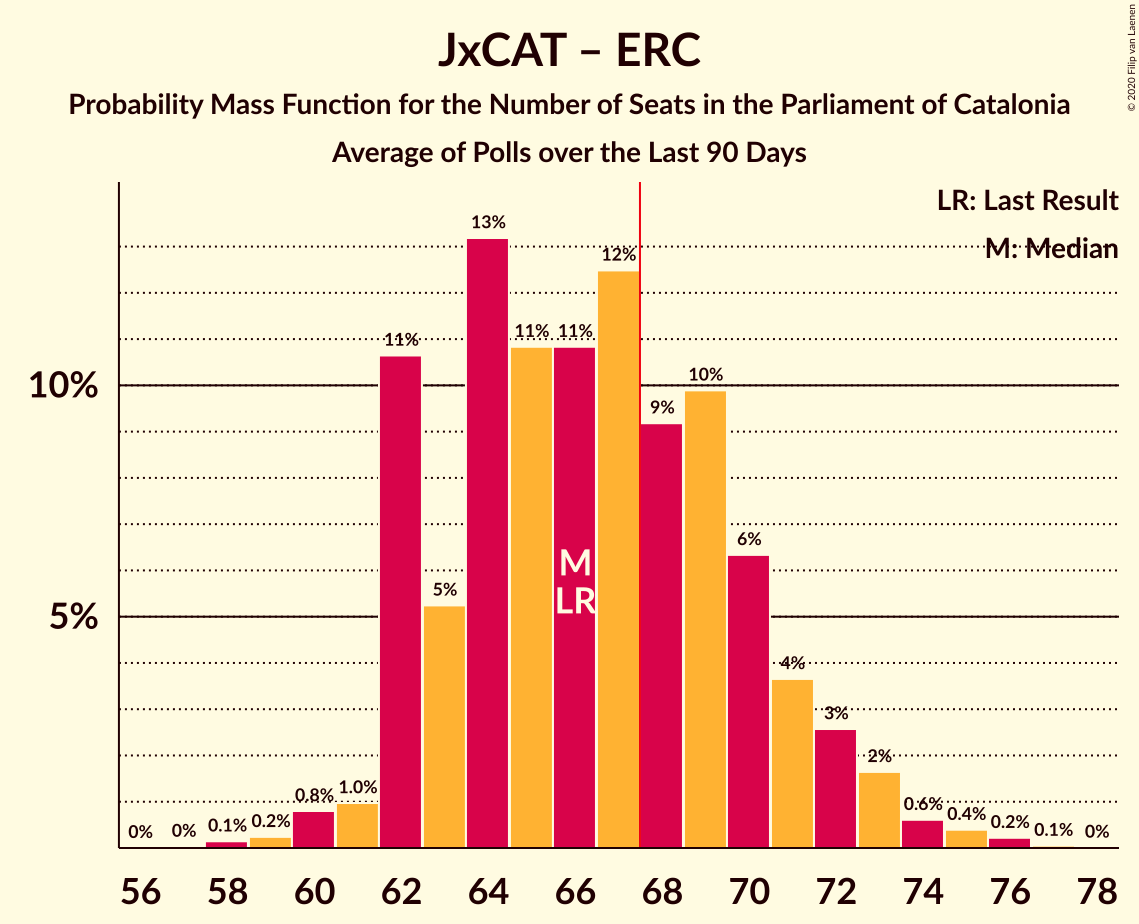 JxCAT – ERC
Probability Mass Function for the Number of Seats in the Parliament of Catalonia
Average of Polls over the Last 90 Days
© 2020 Filip van Laenen
LR: Last Result
M: Median
10%
5%
0%
0%
0.1%
0.2%
0.8%
1.0%
11%
5%
13%
11%
11%
12%
9%
10%
6%
4%
3%
2%
0.6%
0.4%
0.2%
0.1%
0%
M
LR
56 58 60 62 64 66 68 70 72 74 76 78